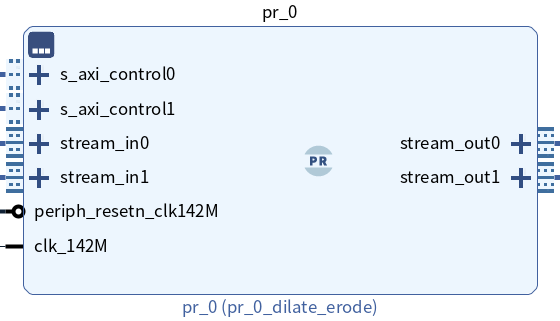 pr_0
s_axi_control0
s_axi_control1
stream_in0
stream_out0
PR
stream_in1
stream_out1
periph_resetn_clk142M
clk_142M
pr_0 (pr_0_dilate_erode)